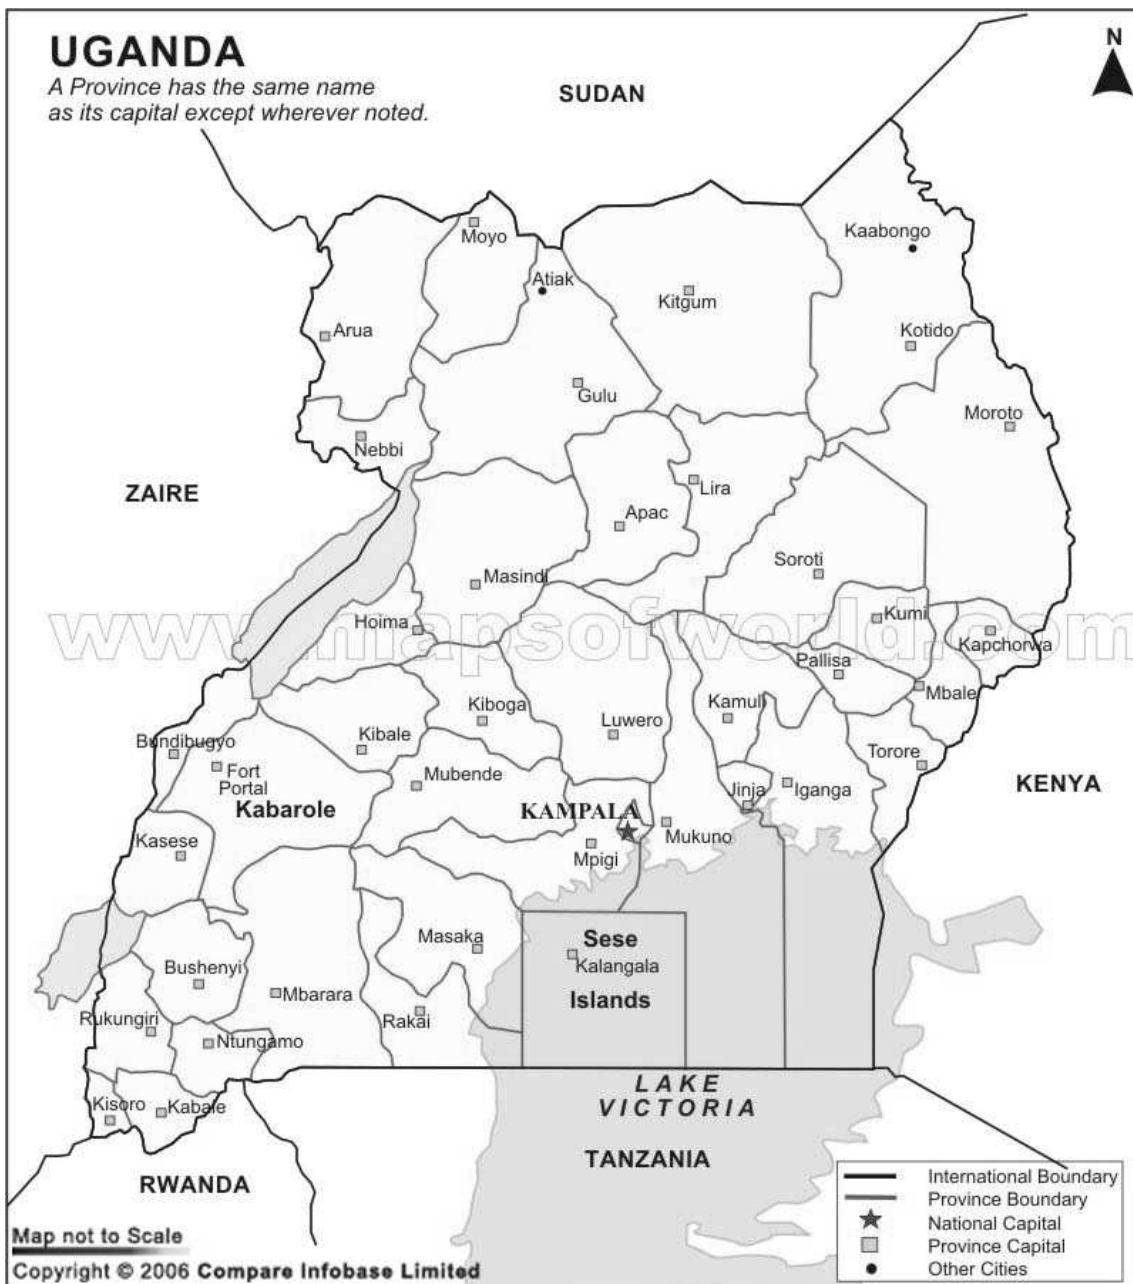 UGANDA
A Province has the same name
as its capital except wherever noted.
N
SUDAN
Moyo
Kaabongo
Atiak
Kitgum
Arua
Kotido
Gulu
Moroto
Nebbi
ZAIRE
Lira
Apac
Soroti
Masindi
www.mapsofworld.com
Hoima
Kumi
Kapchorwa
Pallisa
Mbale
Kiboga
Kamuli
Luwero
Kibale
Bundibugyo
Torore
Fort
Portal
Mubende
KENYA
Jinja
Iganga
Kabarole
KAMPALA
Mukuno
Kasese
Mpigi
Masaka
Sese
Kalangala
Islands
Bushenyi
Mbarara
Rukungiri
Rakai
Ntungamo
LAKE
VICTORIA
Kisoro
Kabale
TANZANIA
RWANDA
International Boundary
Province Boundary
National Capital
Province Capital
Other Cities
Map not to Scale
Copyright © 2006 Compare Infobase Limited